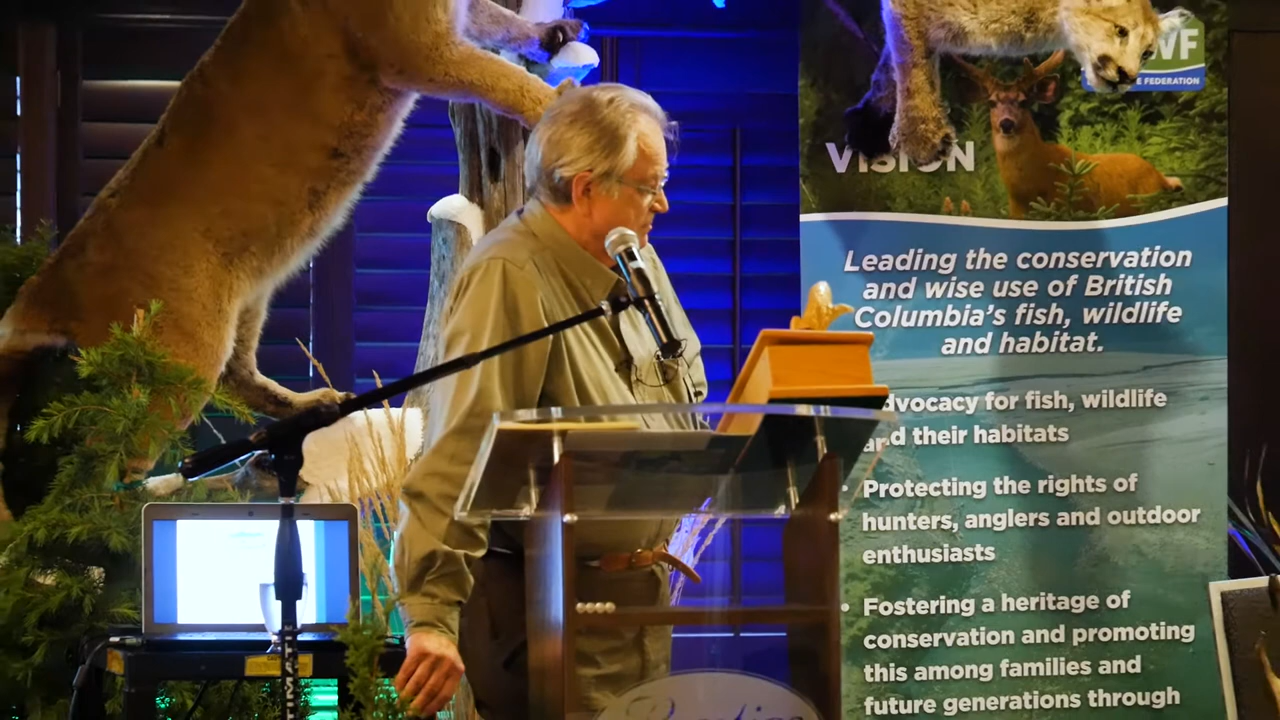 WF
E FEDERATION
VISION
Leading the conservation
and wise use of British
Columbia's fish, wildlife
and habitat.
dvocacy for fish, wildlife
and their habitats
• Protecting the rights of
hunters, anglers and outdoor
enthusiasts
• Fostering a heritage of
conservation and promoting
this among families and
future generations through